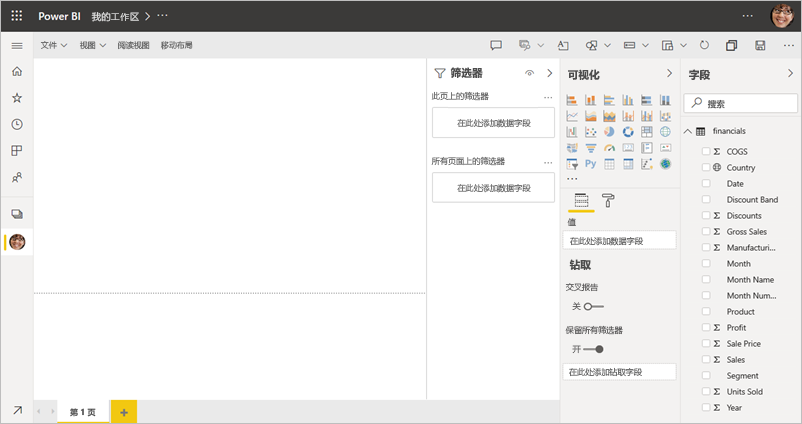 Power BI 我的工作区
文件 视图 阅读视图 移动布局
筛选器
此页上的筛选器
在此处添加数据字段
所有页面上的筛选器
在此处添加数据字段
可视化
Py
值
在此处添加数据字段
钻取
交叉报告
关
保留所有筛选器
开
在此处添加钻取字段
字段
搜索
financials
COGS
Country
Date
Discount Band
Discounts
Gross Sales
Manufacturi...
Month
Month Name
Month Num...
Product
Profit
Sale Price
Sales
Segment
Units Sold
Year
第 1 页